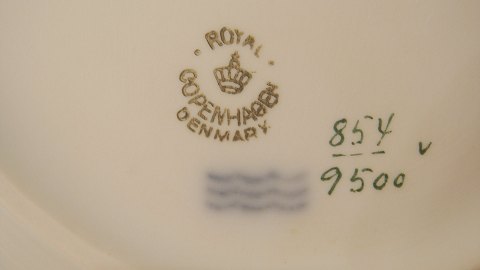 ROYAL
COPENHAGEN
DENMARK
854 v
9500